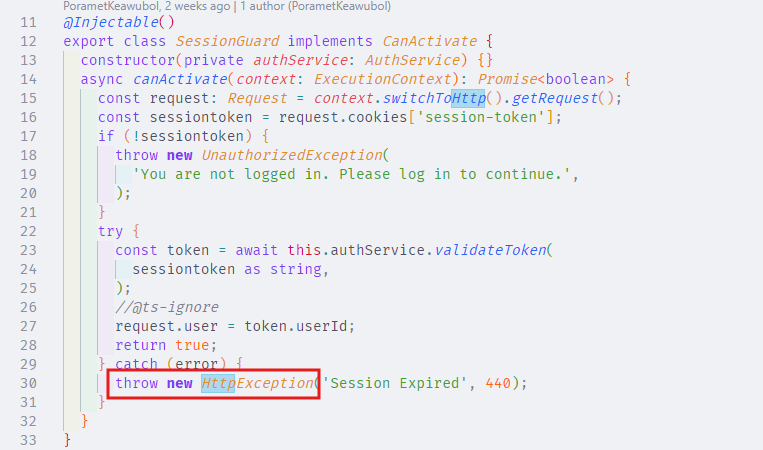 PorametKeawubol, 2 weeks ago | 1 author (PorametKeawubol)
11 @Injectable()
12 export class SessionGuard implements CanActivate {
13 constructor(private authService: AuthService) {}
14 async canActivate(context: ExecutionContext): Promise<boolean> {
15 const request: Request = context.switchToHttp().getRequest();
16 const sessiontoken = request.cookies['session-token'];
17 if (!sessiontoken) {
18 throw new UnauthorizedException(
19 'You are not logged in. Please log in to continue.',
20 );
21 }
22 try {
23 const token = await this.authService.validateToken(
24 sessiontoken as string,
25 );
26 //@ts-ignore
27 request.user = token.userId;
28 return true;
29 } catch (error) {
30 throw new HttpException('Session Expired', 440);
31 }
32 }
33 }